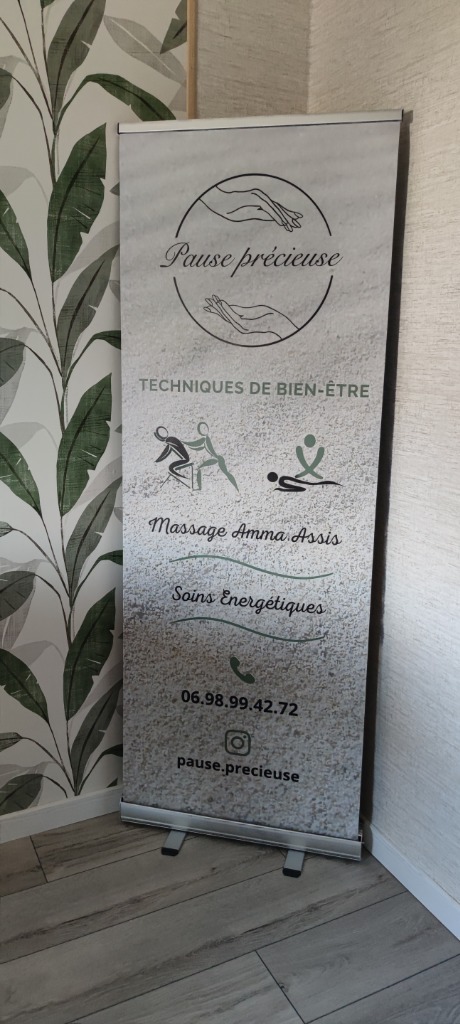 Pause précieuse
TECHNIQUES DE BIEN-ÊTRE
Massage Amma Assis
Soins Energétiques
06.98.99.42.72
pause.precieuse